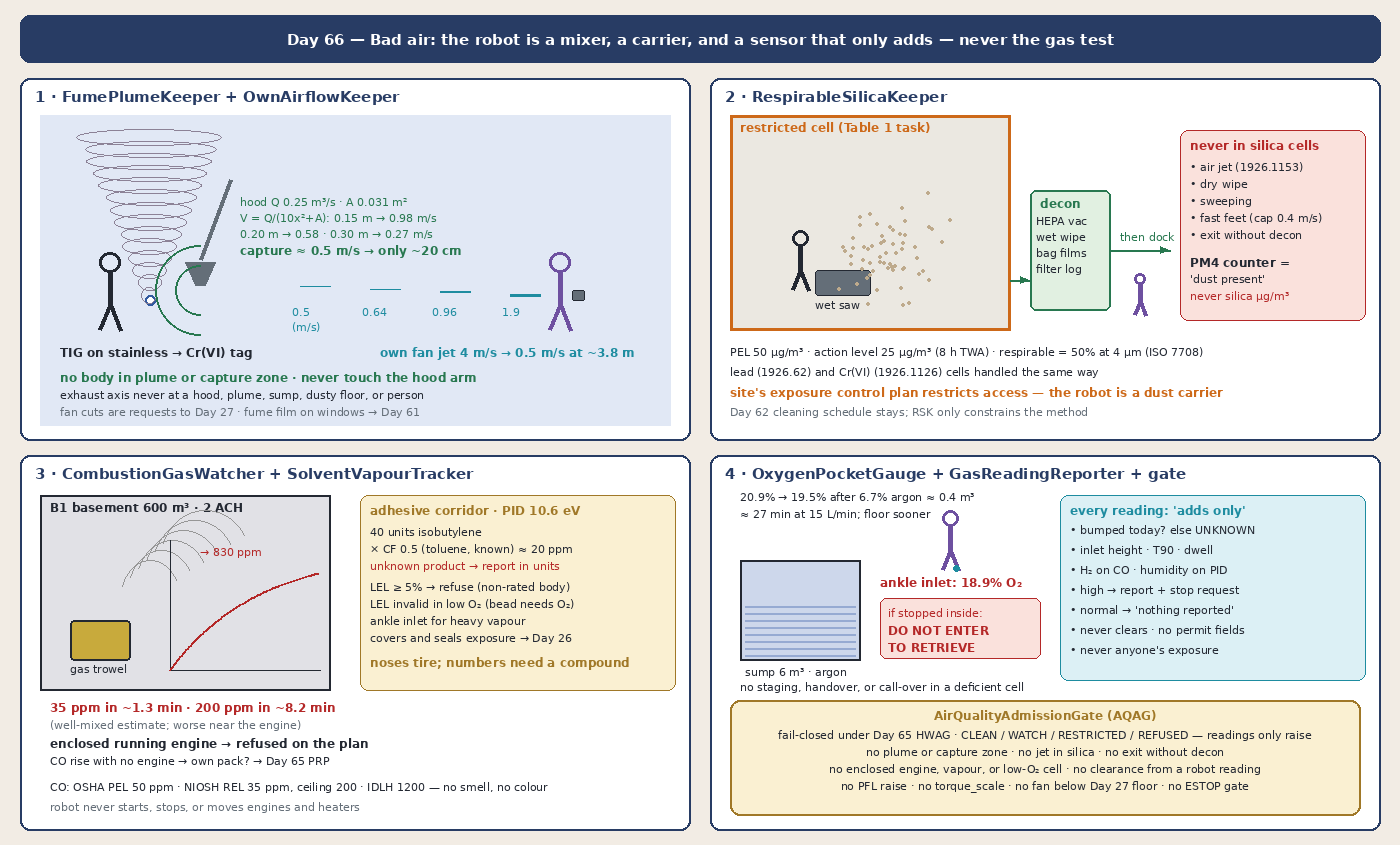 Day 66 — Bad air: the robot is a mixer, a carrier, and a sensor that only adds — never the gas test
1 · FumePlumeKeeper + OwnAirflowKeeper
hood Q 0.25 m³/s · A 0.031 m²
V = Q/(10x²+A): 0.15 m → 0.98 m/s
0.20 m → 0.58 · 0.30 m → 0.27 m/s
capture ≈ 0.5 m/s → only ~20 cm
0.5
(m/s)
0.64
0.96
1.9
TIG on stainless → Cr(VI) tag
own fan jet 4 m/s → 0.5 m/s at ~3.8 m
no body in plume or capture zone · never touch the hood arm
exhaust axis never at a hood, plume, sump, dusty floor, or person
fan cuts are requests to Day 27 · fume film on windows → Day 61
2 · RespirableSilicaKeeper
restricted cell (Table 1 task)
wet saw
decon
HEPA vac
wet wipe
bag films
filter log
then dock
never in silica cells
• air jet (1926.1153)
• dry wipe
• sweeping
• fast feet (cap 0.4 m/s)
• exit without decon
PM4 counter =
'dust present'
never silica µg/m³
PEL 50 µg/m³ · action level 25 µg/m³ (8 h TWA) · respirable = 50% at 4 µm (ISO 7708)
lead (1926.62) and Cr(VI) (1926.1126) cells handled the same way
site's exposure control plan restricts access — the robot is a dust carrier
Day 62 cleaning schedule stays; RSK only constrains the method
3 · CombustionGasWatcher + SolventVapourTracker
B1 basement 600 m³ · 2 ACH
→ 830 ppm
gas trowel
adhesive corridor · PID 10.6 eV
40 units isobutylene
× CF 0.5 (toluene, known) ≈ 20 ppm
unknown product → report in units
LEL ≥ 5% → refuse (non-rated body)
LEL invalid in low O₂ (bead needs O₂)
ankle inlet for heavy vapour
covers and seals exposure → Day 26
noses tire; numbers need a compound
35 ppm in ~1.3 min · 200 ppm in ~8.2 min
(well-mixed estimate; worse near the engine)
enclosed running engine → refused on the plan
CO rise with no engine → own pack? → Day 65 PRP
CO: OSHA PEL 50 ppm · NIOSH REL 35 ppm, ceiling 200 · IDLH 1200 — no smell, no colour
robot never starts, stops, or moves engines and heaters
4 · OxygenPocketGauge + GasReadingReporter + gate
20.9% → 19.5% after 6.7% argon ≈ 0.4 m³
≈ 27 min at 15 L/min; floor sooner
ankle inlet: 18.9% O₂
if stopped inside:
DO NOT ENTER
TO RETRIEVE
sump 6 m³ · argon
no staging, handover, or call-over in a deficient cell
every reading: 'adds only'
• bumped today? else UNKNOWN
• inlet height · T90 · dwell
• H₂ on CO · humidity on PID
• high → report + stop request
• normal → 'nothing reported'
• never clears · no permit fields
• never anyone's exposure
AirQualityAdmissionGate (AQAG)
fail-closed under Day 65 HWAG · CLEAN / WATCH / RESTRICTED / REFUSED — readings only raise
no plume or capture zone · no jet in silica · no exit without decon
no enclosed engine, vapour, or low-O₂ cell · no clearance from a robot reading
no PFL raise · no torque_scale · no fan below Day 27 floor · no ESTOP gate